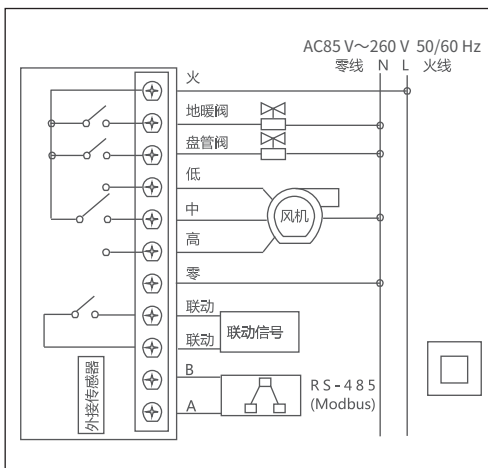 AC85 V～260 V 50/60 Hz
零线 N L 火线
火
地暖阀
盘管阀
低
中
风机
高
零
联动
联动信号
联动
B
RS-485
A
(Modbus)
外接传感器